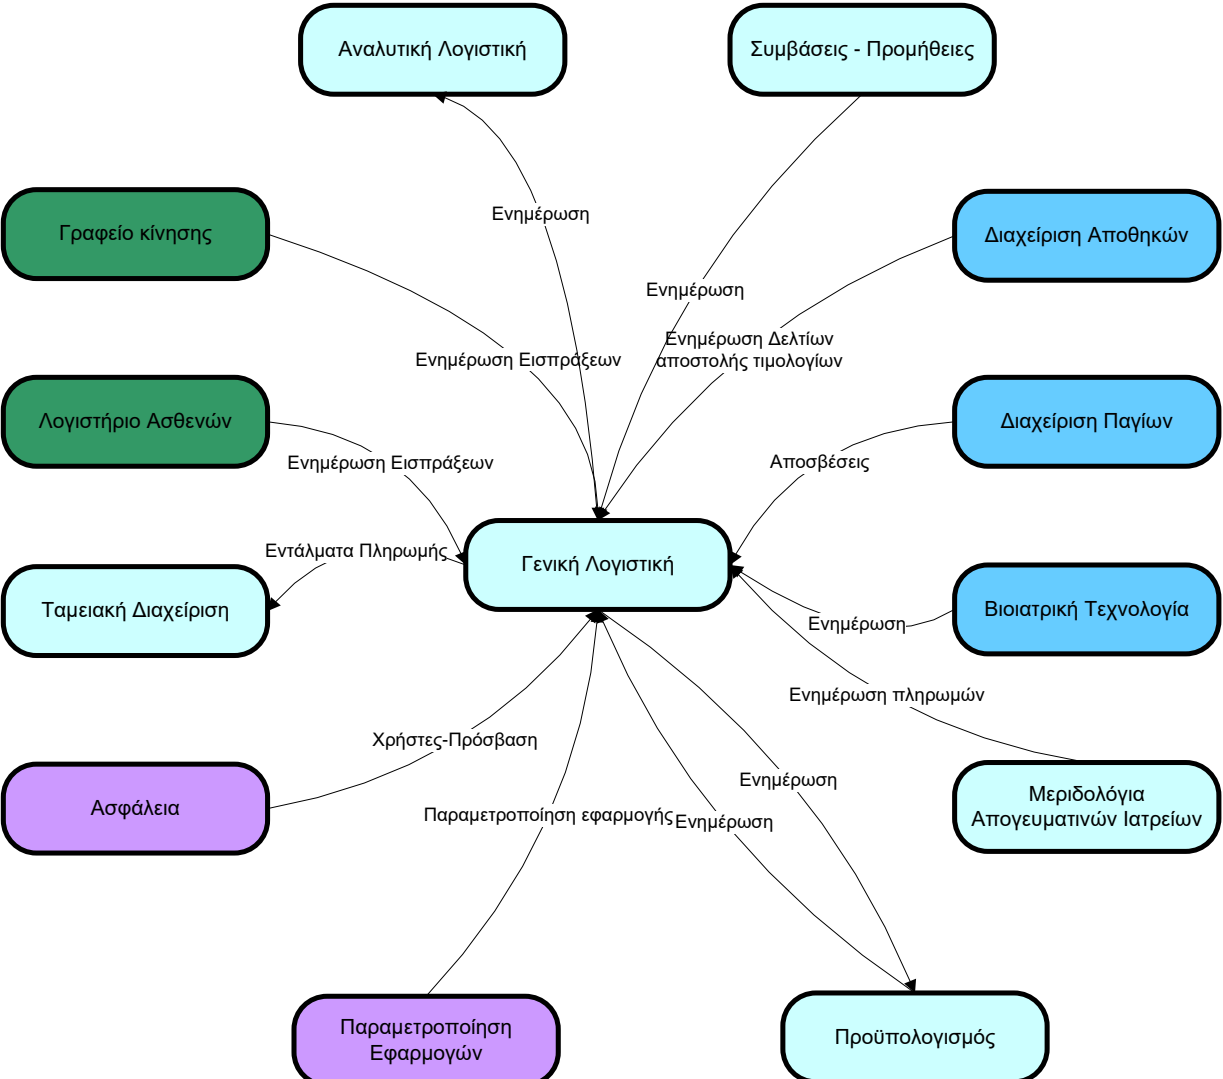 Αναλυτική Λογιστική
Συμβάσεις - Προμήθειες
Ενημέρωση
Γραφείο κίνησης
Διαχείριση Αποθηκών
Ενημέρωση
Ενημέρωση Δελτίων
αποστολής τιμολογίων
Ενημέρωση Εισπράξεων
Λογιστήριο Ασθενών
Διαχείριση Παγίων
Ενημέρωση Εισπράξεων
Αποσβέσεις
Εντάλματα Πληρωμής
Γενική Λογιστική
Ταμειακή Διαχείριση
Βιοιατρική Τεχνολογία
Ενημέρωση
Ενημέρωση πληρωμών
Χρήστες-Πρόσβαση
Ενημέρωση
Ασφάλεια
Μεριδολόγια
Απογευματινών Ιατρείων
Παραμετροποίηση εφαρμογής
Ενημέρωση
Παραμετροποίηση
Εφαρμογών
Προϋπολογισμός